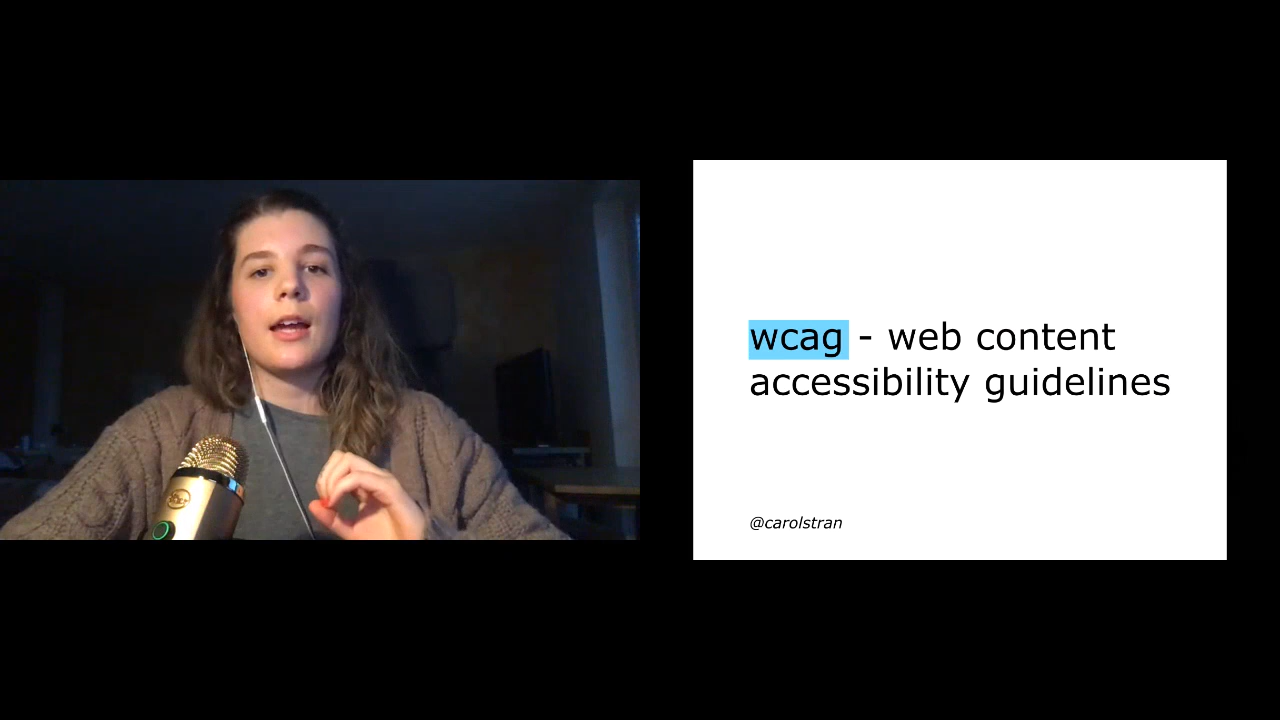 wcag - web content
accessibility guidelines
@carolstran